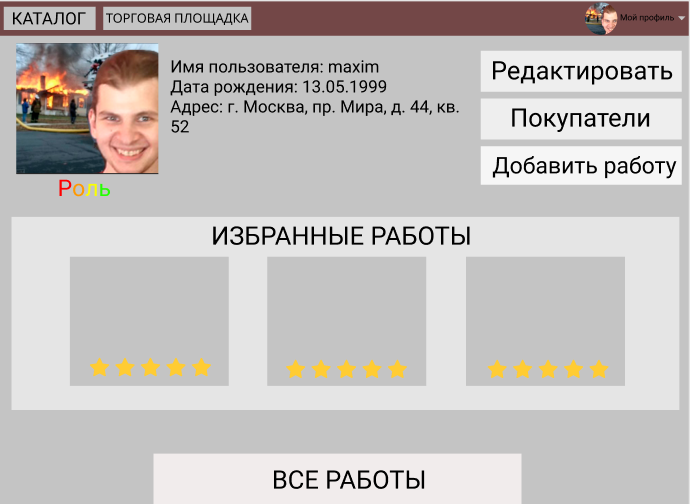 КАТАЛОГ
ТОРГОВАЯ ПЛОЩАДКА
Мой профиль
Имя пользователя: maxim
Дата рождения: 13.05.1999
Адрес: г. Москва, пр. Мира, д. 44, кв.
52
Роль
Редактировать
Покупатели
Добавить работу
ИЗБРАННЫЕ РАБОТЫ
ВСЕ РАБОТЫ